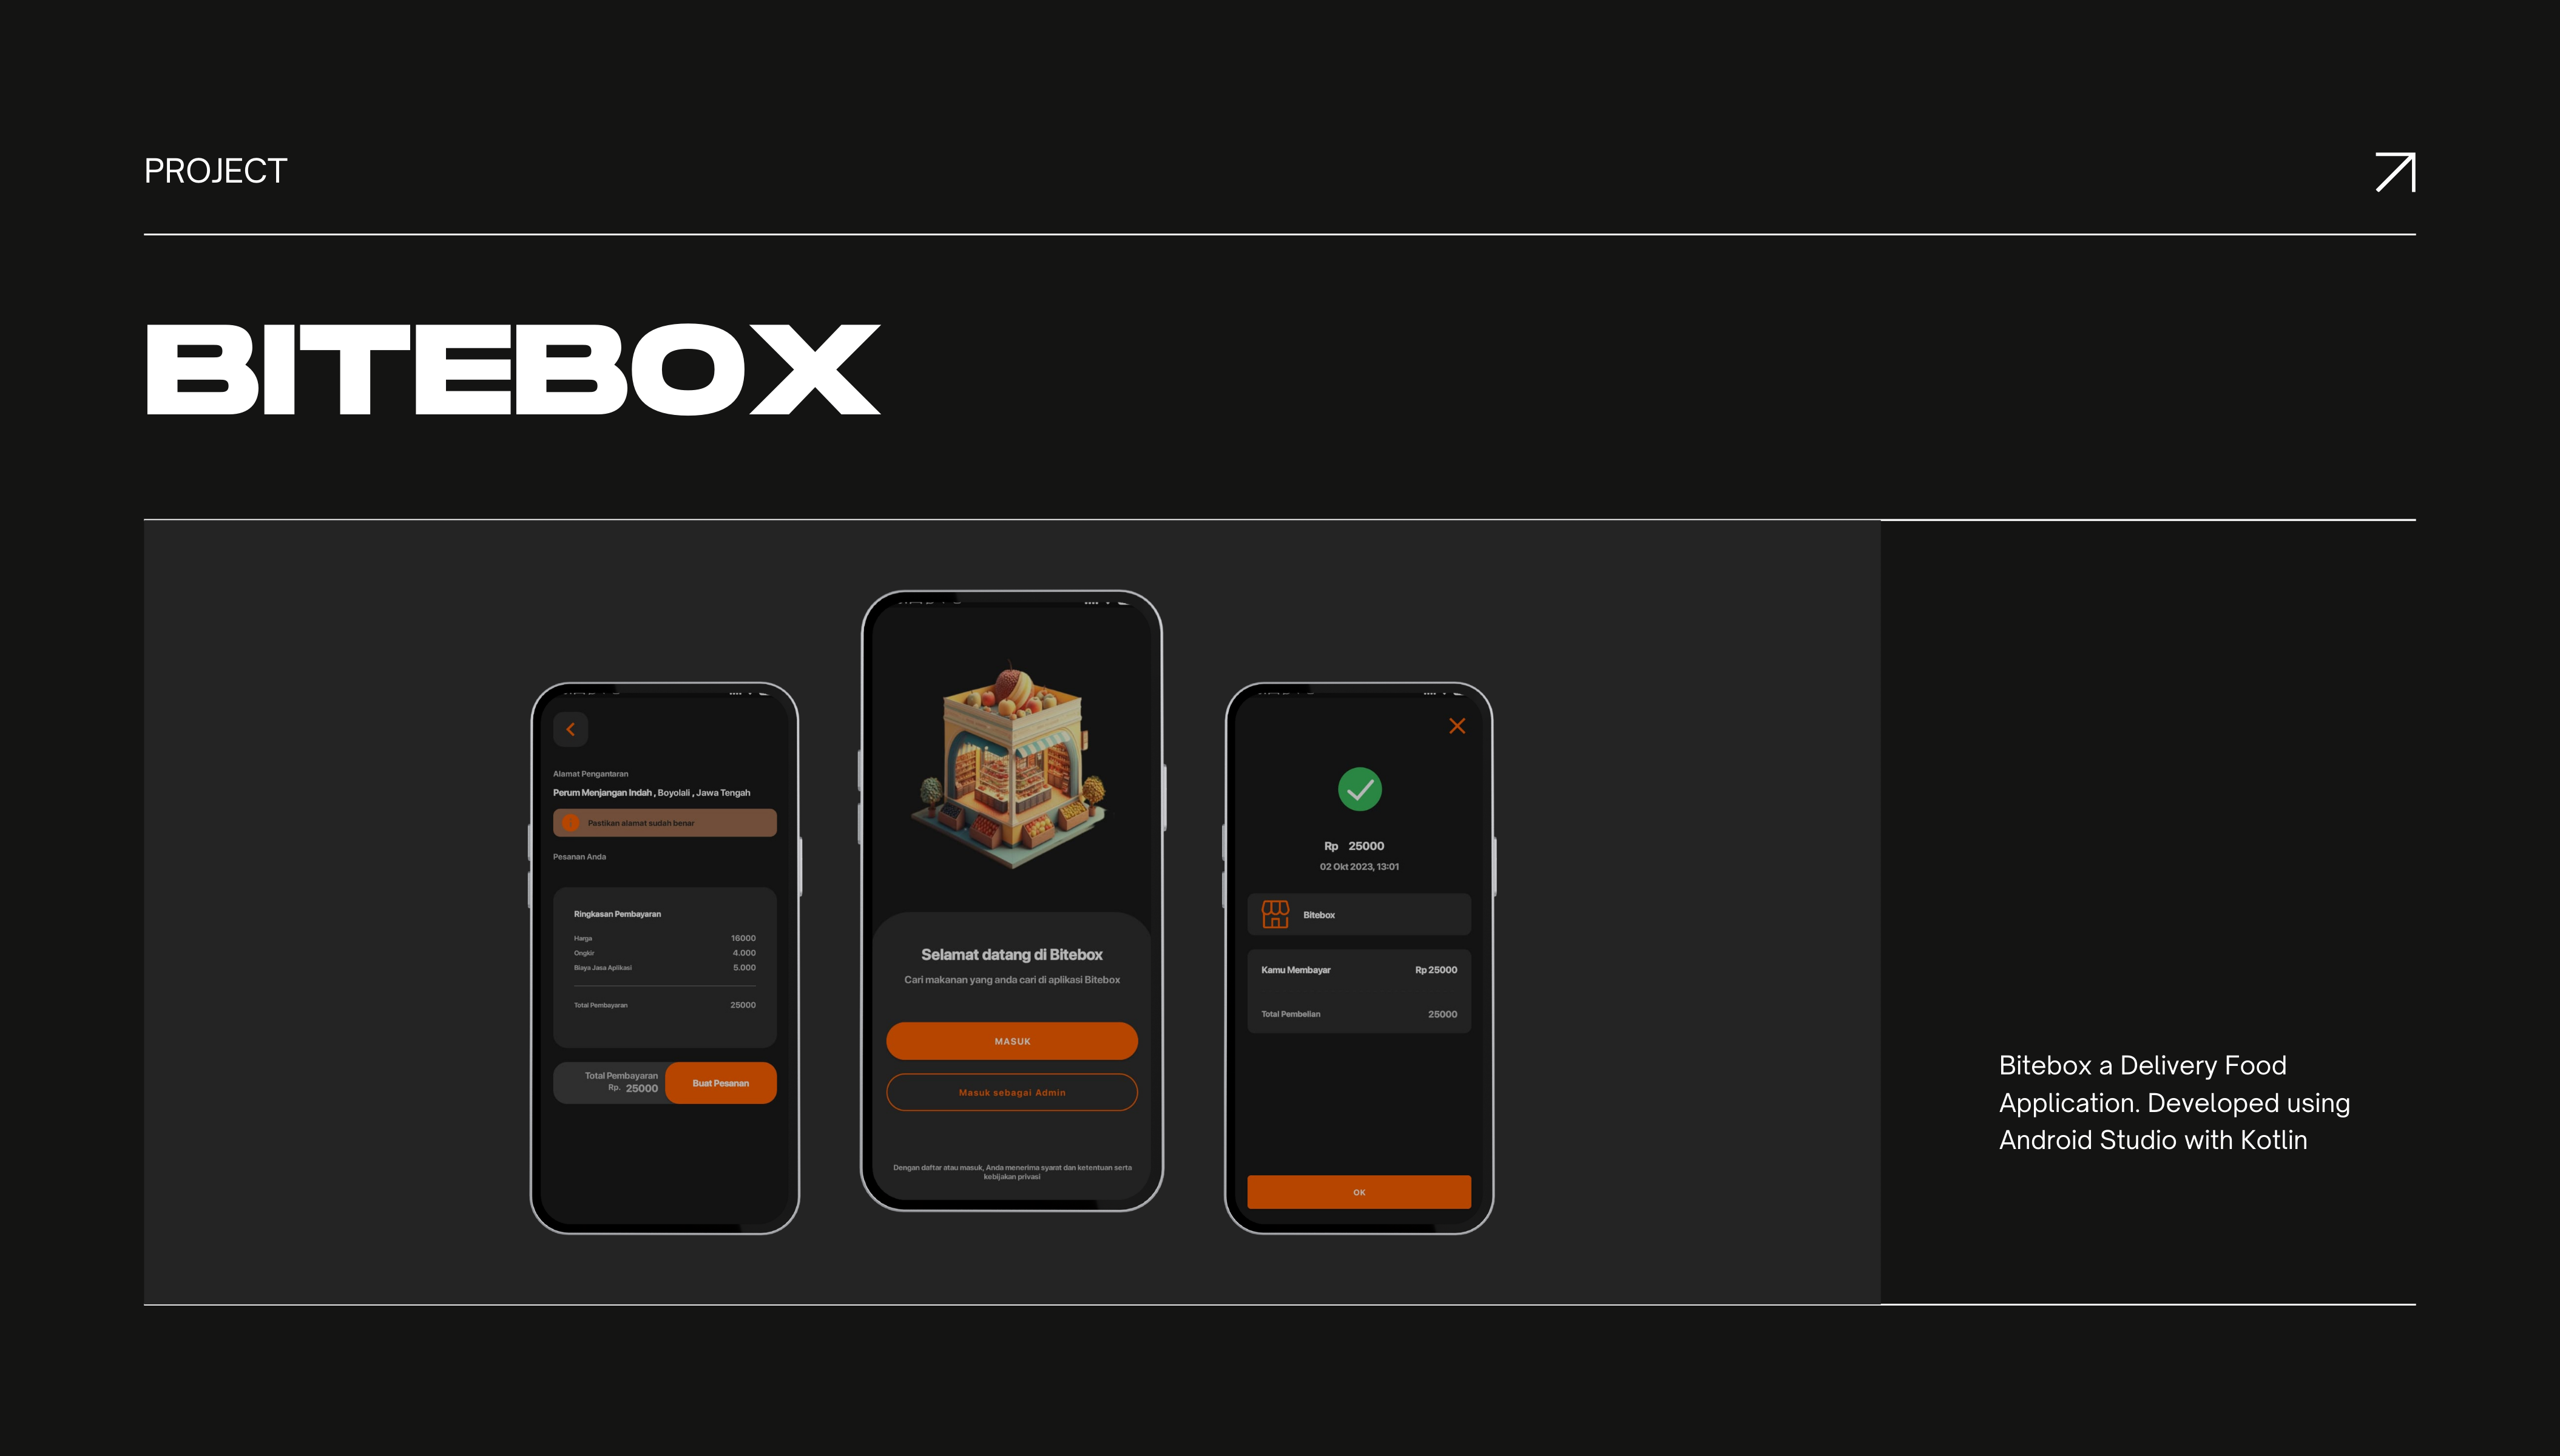 PROJECT
BITEBOX
Alamat Pengantaran
Perum Menjangan Indah , Boyolali , Jawa Tengah
Pastikan alamat sudah benar
Pesanan Anda
Ringkasan Pembayaran
Harga 16000
Ongkir 4.000
Biaya Jasa Aplikasi 5.000
Total Pembayaran 25000
Total Pembayaran
Rp. 25000
Buat Pesanan
Selamat datang di Bitebox
Cari makanan yang anda cari di aplikasi Bitebox
MASUK
Masuk sebagai Admin
Dengan daftar atau masuk, Anda menerima syarat dan ketentuan serta
kebijakan privasi
Rp 25000
02 Okt 2023, 13:01
Bitebox
Kamu Membayar Rp 25000
Total Pembelian 25000
OK
Bitebox a Delivery Food
Application. Developed using
Android Studio with Kotlin